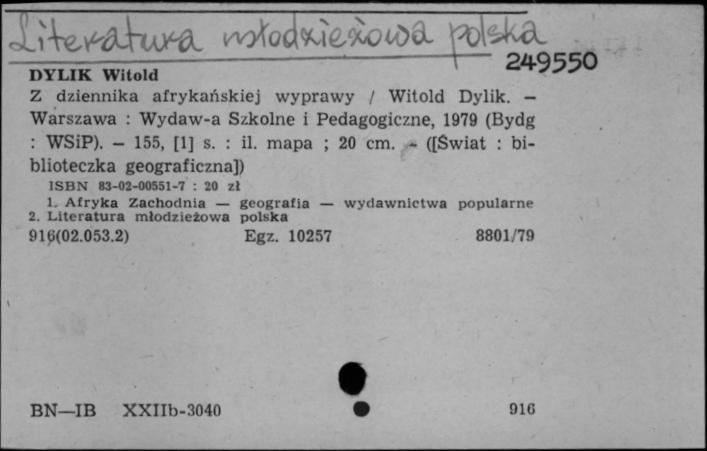 Literatura młodzieżowa polska
249550
DYLIK Witold
Z dziennika afrykańskiej wyprawy / Witold Dylik. —
Warszawa : Wydaw-a Szkolne i Pedagogiczne, 1979 (Bydg
: WSiP). — 155, [1] s. : il. mapa ; 20 cm. — ([Świat : bi-
blioteczka geograficzna])
ISBN 83-02-00551-7 : 20 zł
1. Afryka Zachodnia — geografia — wydawnictwa popularne
2. Literatura młodzieżowa polska
916(02.053.2) Egz. 10257 8801/79
BN—IB XXIIb-3040 916